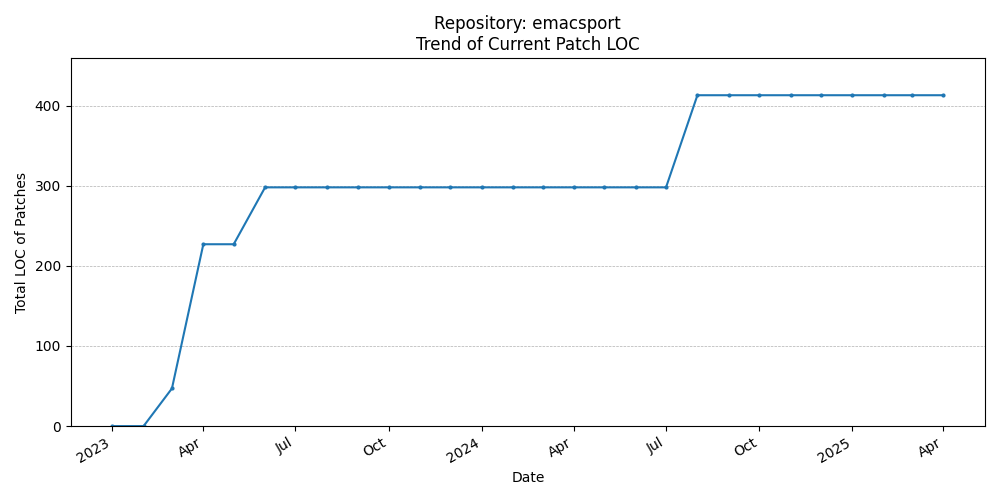 Repository: emacsport
Trend of Current Patch LOC
Total LOC of Patches
400
300
200
100
0
2023
Apr
Jul
Oct
2024
Apr
Jul
Oct
2025
Apr
Date